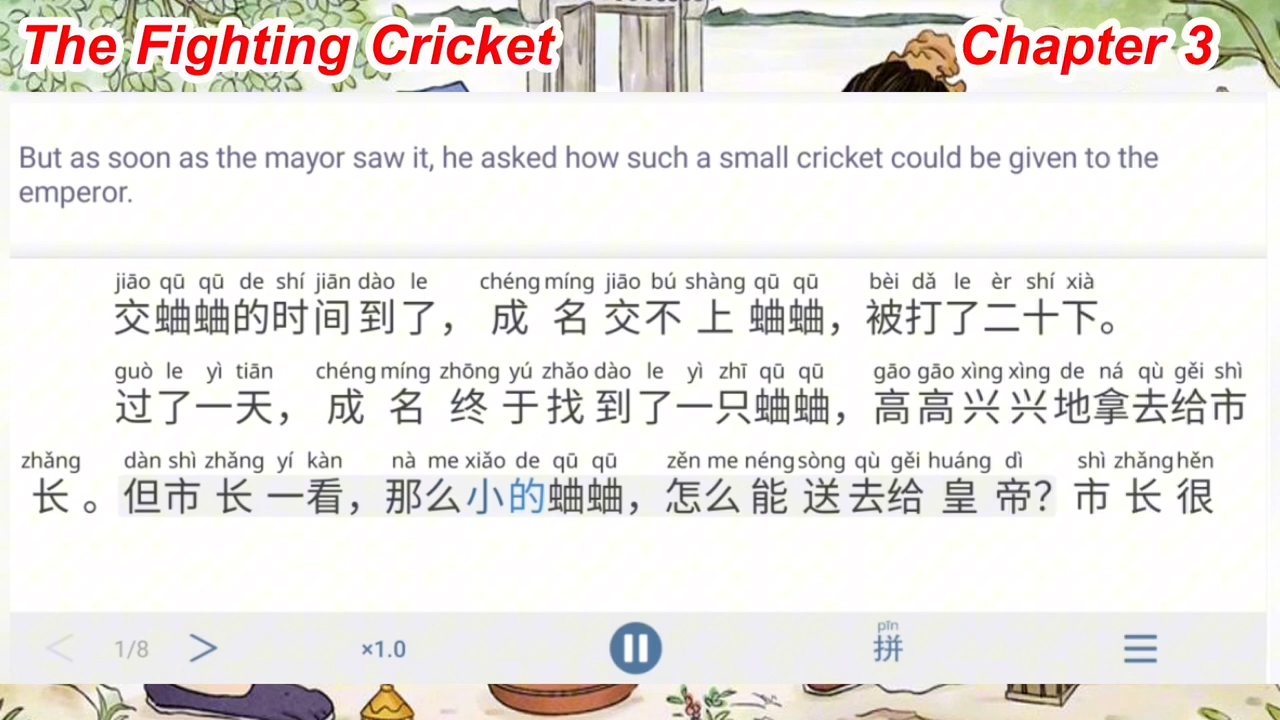 The Fighting Cricket
Chapter 3
But as soon as the mayor saw it, he asked how such a small cricket could be given to the
emperor.
jiāo qū qū de shí jiān dào le chéng míng jiāo bú shàng qū qū bèi dǎ le èr shí xià
交蛐蛐的时间到了，成名交不上蛐蛐，被打了二十下。
guò le yì tiān chéng míng zhōng yú zhǎo dào le yì zhī qū qū gāo gāo xìng xìng de ná qù gěi shì
过了一天，成名终于找到了一只蛐蛐，高高兴兴地拿去给市
zhǎng dàn shì zhǎng yí kàn nà me xiǎo de qū qū zěn me néng sòng qù gěi huáng dì shì zhǎng hěn
长。但市长一看，那么小的蛐蛐，怎么能送去给皇帝？市长很
< 1/8 > ×1.0
pīn
拼